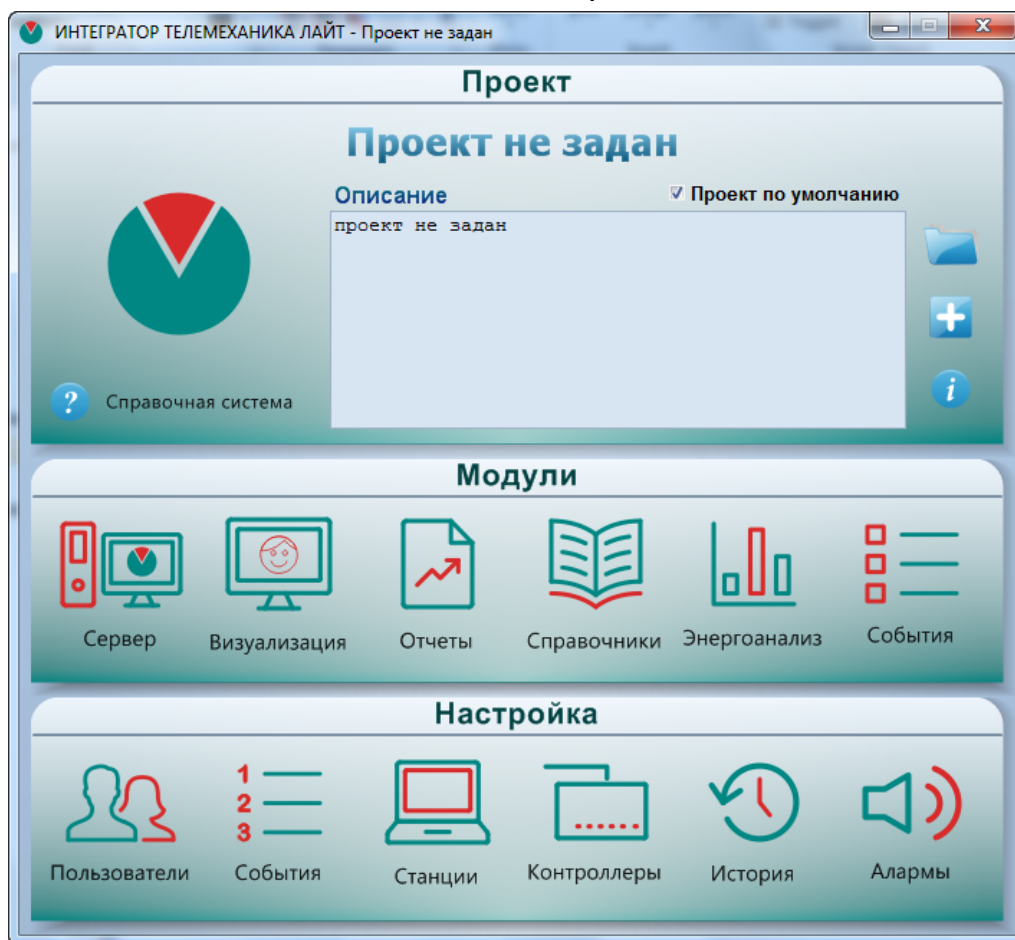 ИНТЕГРАТОР ТЕЛЕМЕХАНИКА ЛАЙТ - Проект не задан
Проект
Проект не задан
Описание
Проект по умолчанию
проект не задан
Справочная система
Модули
Сервер
Визуализация
Отчеты
Справочники
Энергоанализ
События
Настройка
1
2
3
Пользователи
События
Станции
Контроллеры
История
Алармы